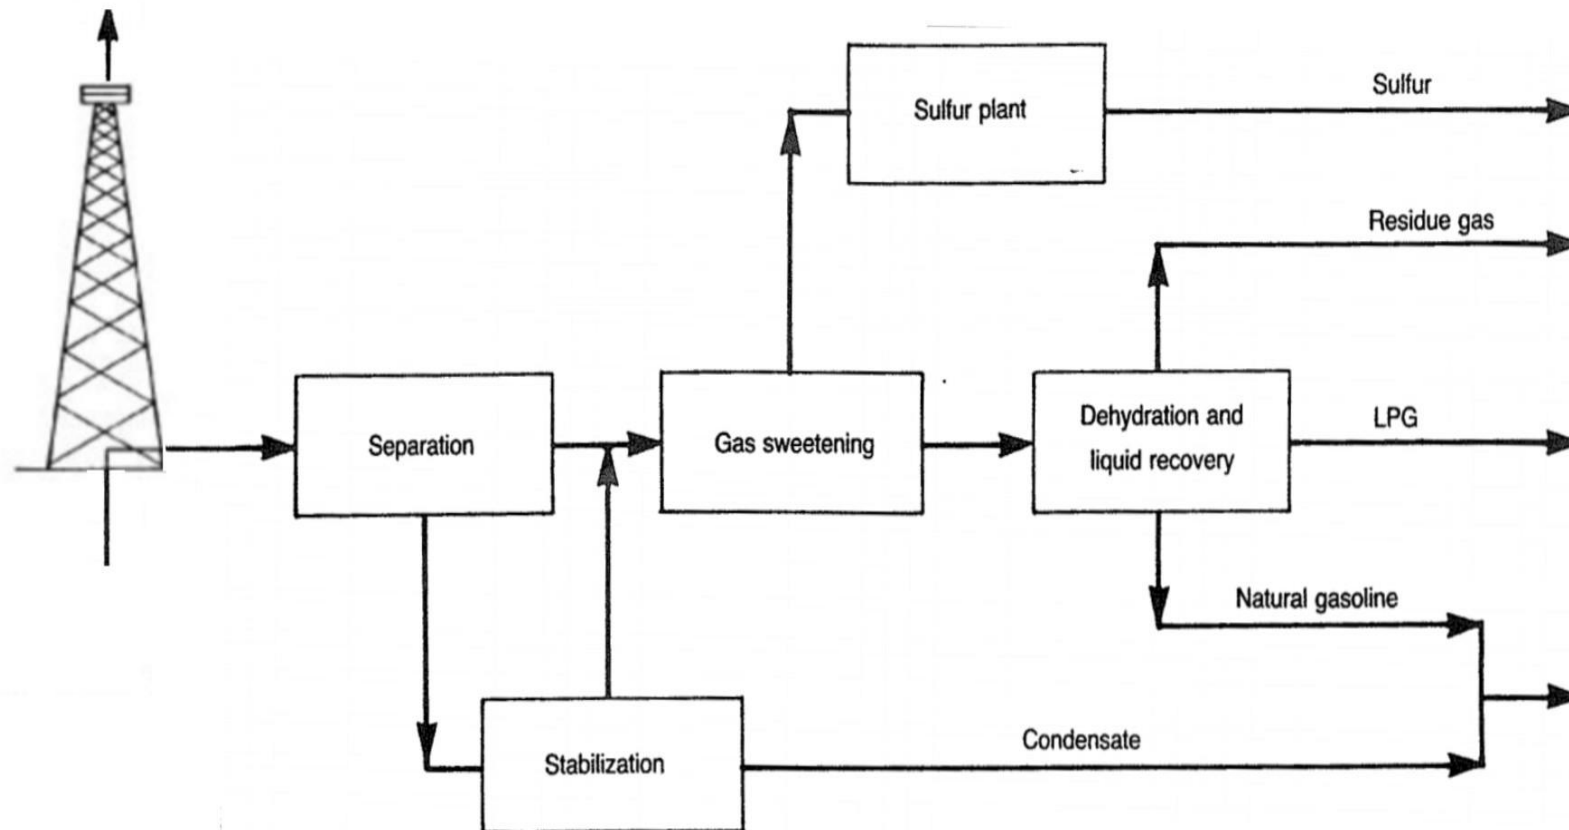 Sulfur plant
Sulfur
Residue gas
Separation
Gas sweetening
Dehydration and
liquid recovery
LPG
Natural gasoline
Stabilization
Condensate